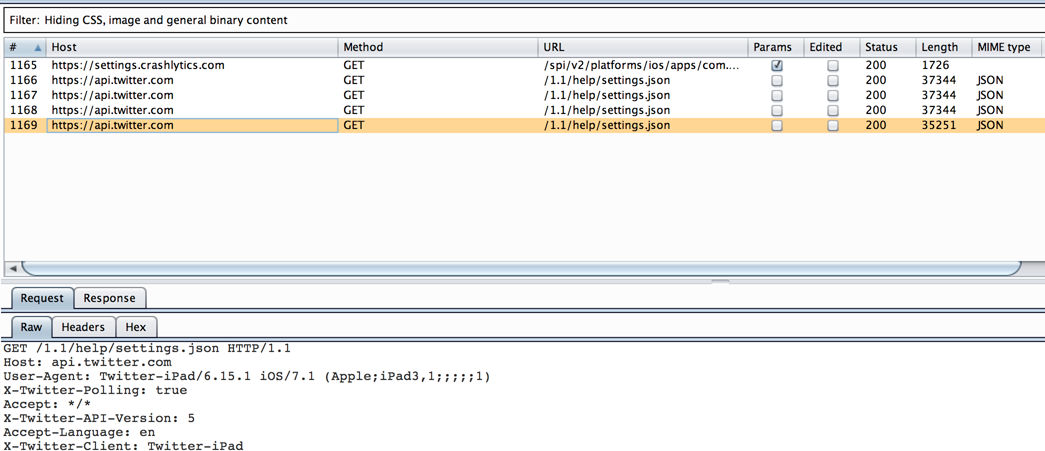 Filter: Hiding CSS, image and general binary content
# Host Method URL Params Edited Status Length MIME type
1165 https://settings.crashlytics.com GET /spi/v2/platforms/ios/apps/com.... 200 1726
1166 https://api.twitter.com GET /1.1/help/settings.json 200 37344 JSON
1167 https://api.twitter.com GET /1.1/help/settings.json 200 37344 JSON
1168 https://api.twitter.com GET /1.1/help/settings.json 200 37344 JSON
1169 https://api.twitter.com GET /1.1/help/settings.json 200 35251 JSON
Request Response
Raw Headers Hex
GET /1.1/help/settings.json HTTP/1.1
Host: api.twitter.com
User-Agent: Twitter-iPad/6.15.1 iOS/7.1 (Apple;iPad3,1;;;;;1)
X-Twitter-Polling: true
Accept: */*
X-Twitter-API-Version: 5
Accept-Language: en
X-Twitter-Client: Twitter-iPad